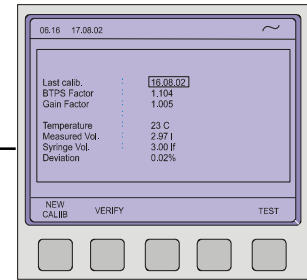 06.16 17.08.02
Last calib. : 16.08.02
BTPS Factor : 1.104
Gain Factor : 1.005
:
Temperature : 23 C
Measured Vol. : 2.97 l
Syringe Vol. : 3.00 lf
Deviation 0.02%
NEW CALIIB VERIFY TEST